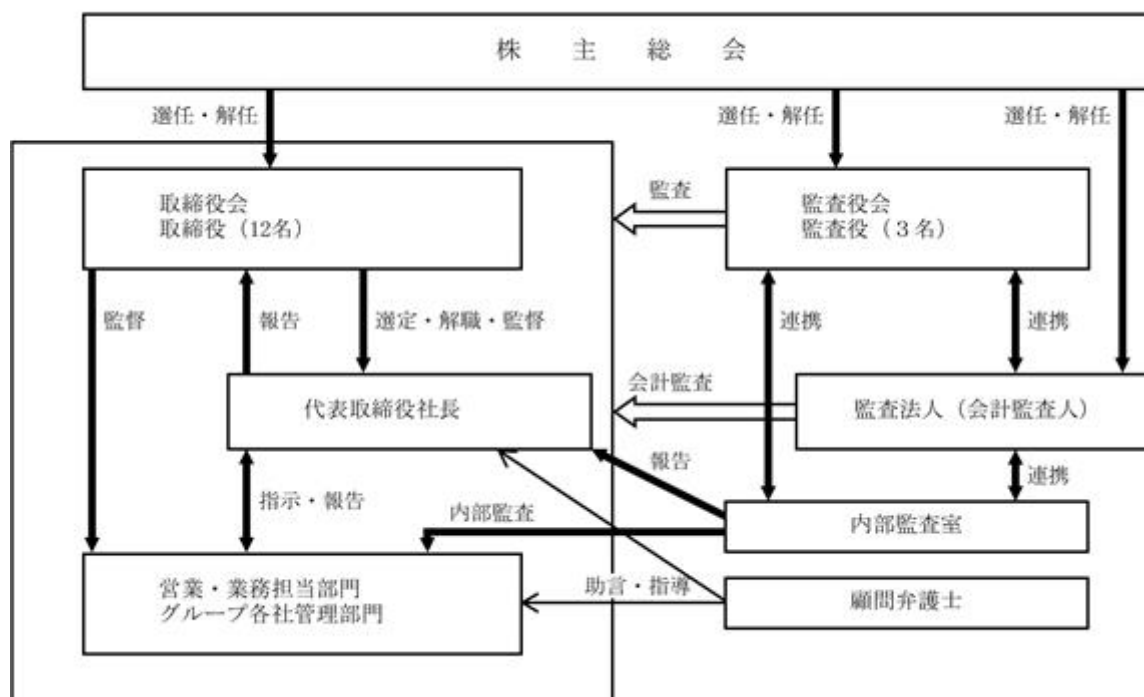 株主総会
選任・解任
選任・解任
選任・解任
取締役会
取締役（12名）
監査
監査役会
監査役（３名）
監督
報告
選定・解職・監督
連携
連携
代表取締役社長
会計監査
監査法人（会計監査人）
報告
連携
指示・報告
内部監査
内部監査室
営業・業務担当部門
グループ各社管理部門
助言・指導
顧問弁護士